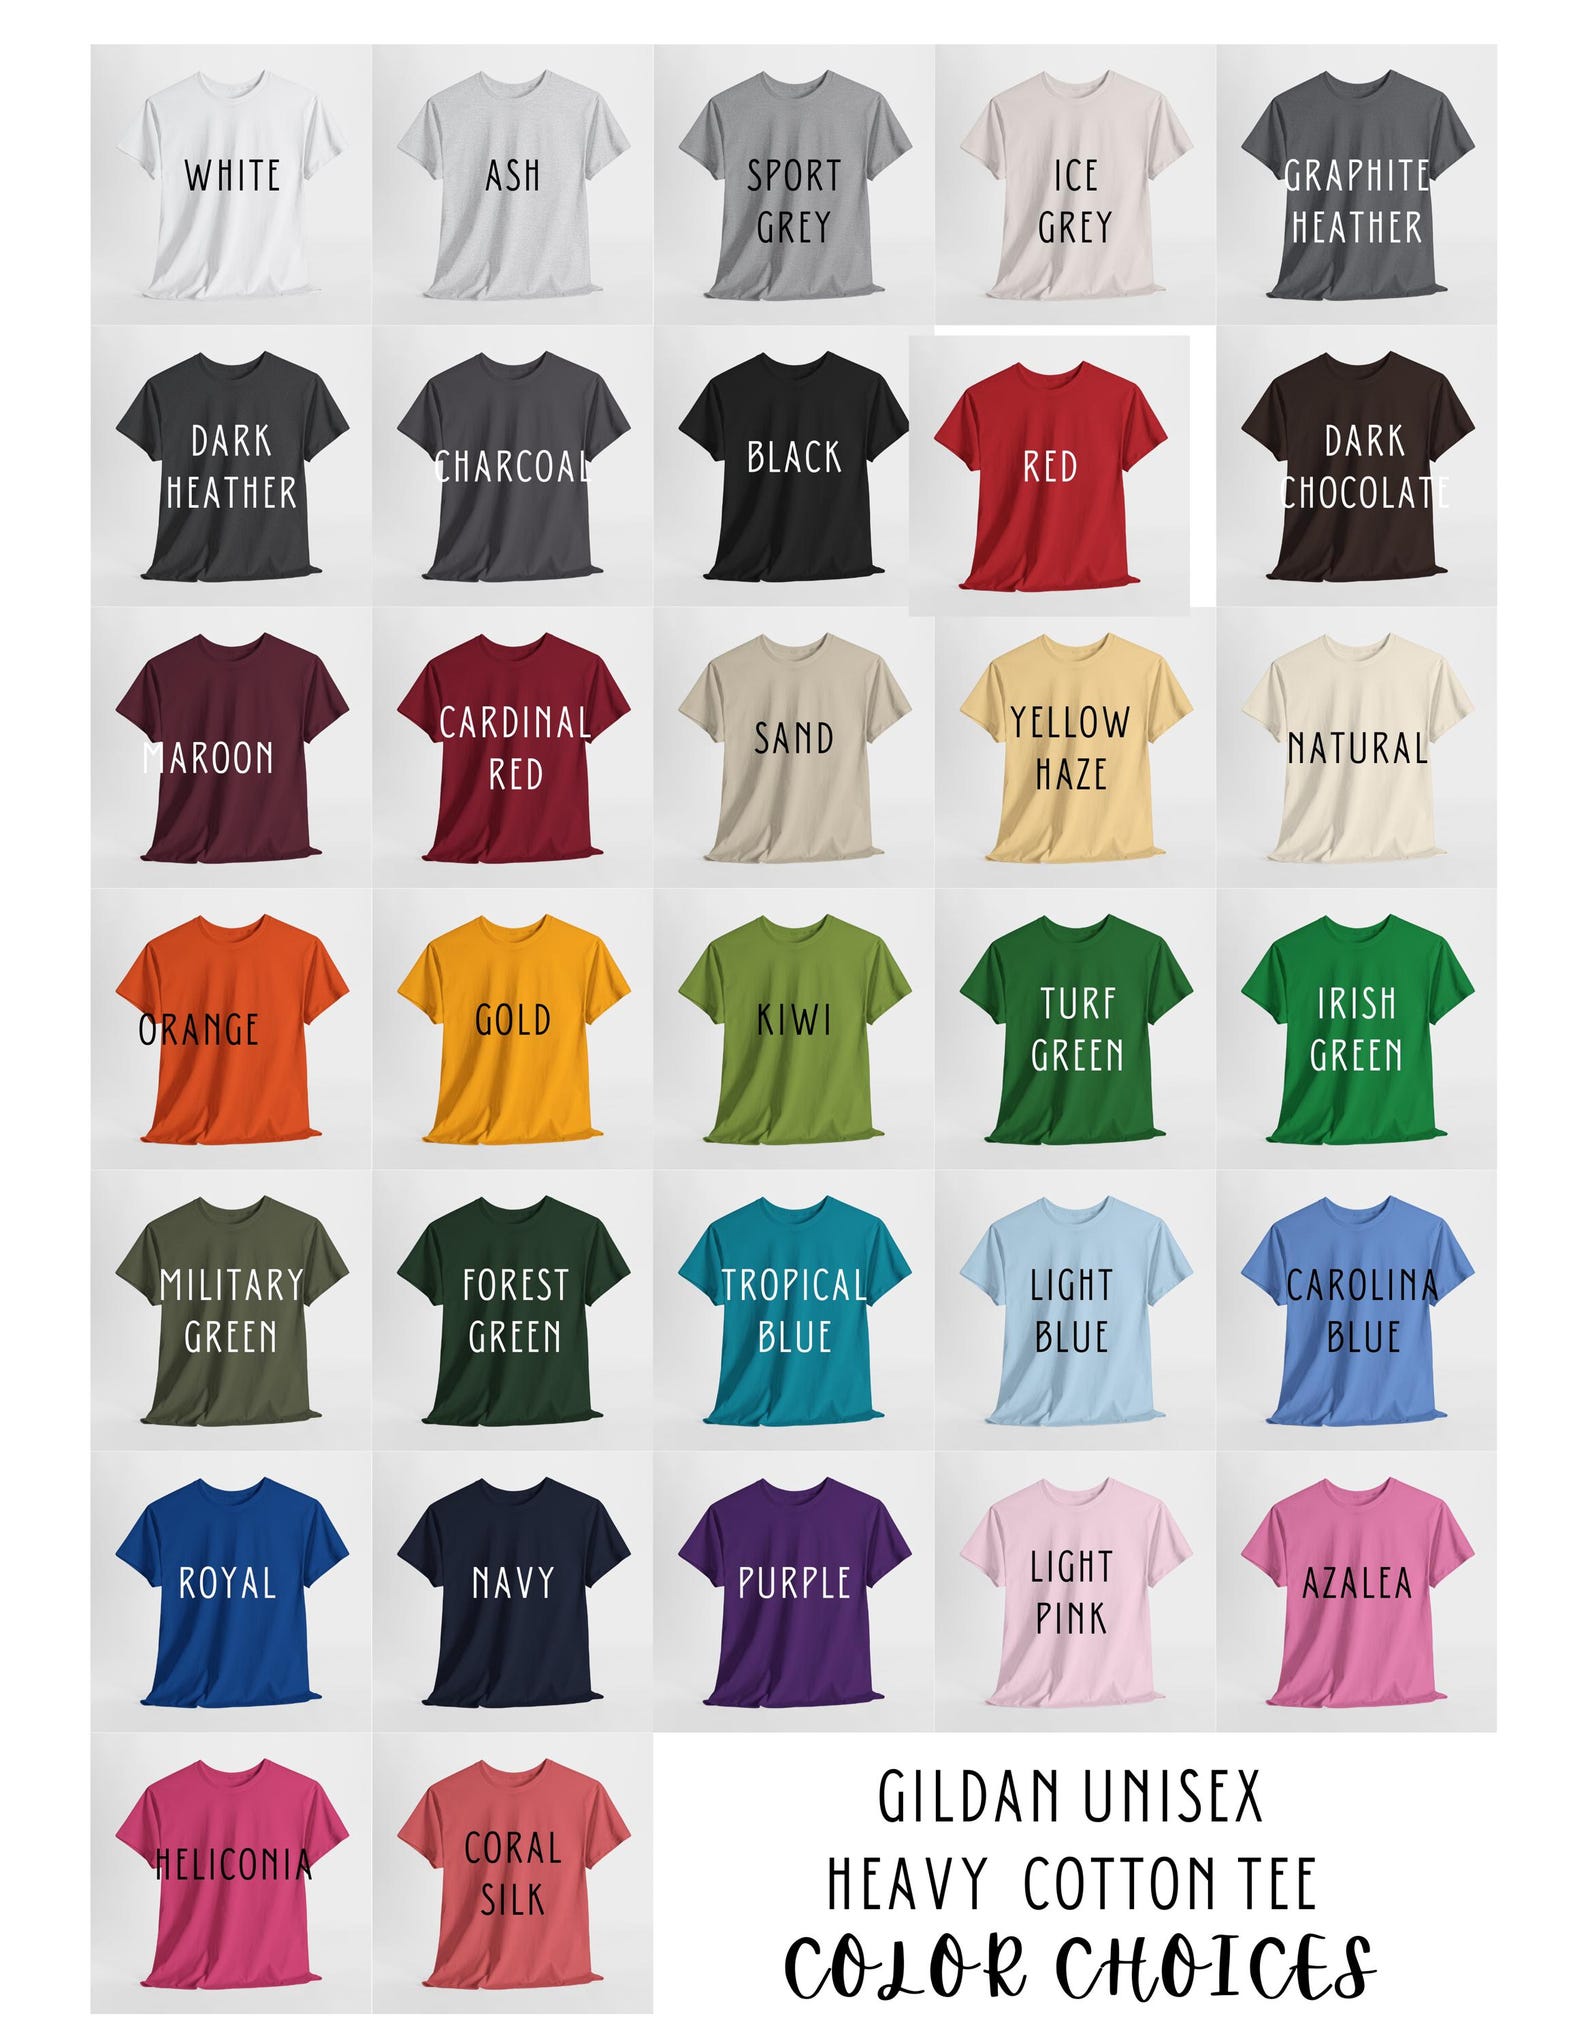 WHITE
ASH
SPORT
GREY
ICE
GREY
GRAPHITE
HEATHER
DARK
HEATHER
CHARCOAL
BLACK
RED
DARK
CHOCOLATE
MAROON
CARDINAL
RED
SAND
YELLOW
HAZE
NATURAL
ORANGE
GOLD
KIWI
TURF
GREEN
IRISH
GREEN
MILITARY
GREEN
FOREST
GREEN
TROPICAL
BLUE
LIGHT
BLUE
CAROLINA
BLUE
ROYAL
NAVY
PURPLE
LIGHT
PINK
AZALEA
HELICONIA
CORAL
SILK
GILDAN UNISEX
HEAVY COTTON TEE
COLOR CHOICES